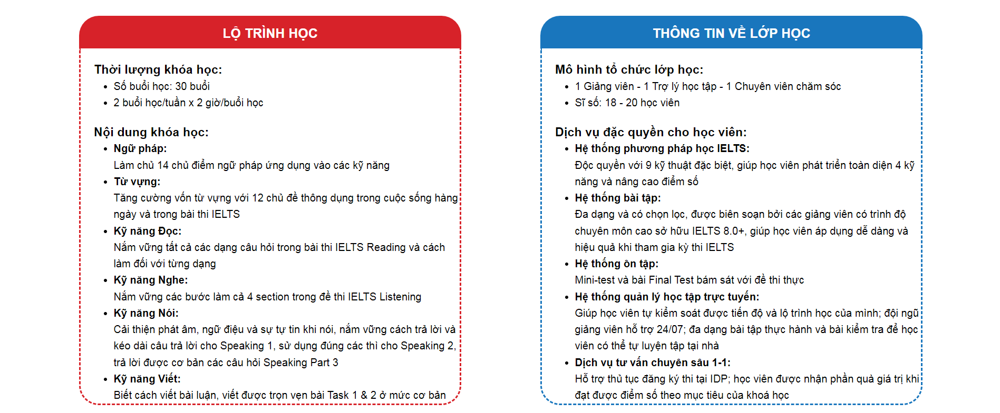 LỘ TRÌNH HỌC
Thời lượng khóa học:
• Số buổi học: 30 buổi
• 2 buổi học/tuần x 2 giờ/buổi học
Nội dung khóa học:
• Ngữ pháp:
Làm chủ 14 chủ điểm ngữ pháp ứng dụng vào các kỹ năng
• Từ vựng:
Tăng cường vốn từ vựng với 12 chủ đề thông dụng trong cuộc sống hàng
ngày và trong bài thi IELTS
• Kỹ năng Đọc:
Nắm vững tất cả các dạng câu hỏi trong bài thi IELTS Reading và cách
làm đối với từng dạng
• Kỹ năng Nghe:
Nắm vững các bước làm cả 4 section trong đề thi IELTS Listening
• Kỹ năng Nói:
Cải thiện phát âm, ngữ điệu và sự tự tin khi nói, nắm vững cách trả lời và
kéo dài câu trả lời cho Speaking 1, sử dụng đúng các thì cho Speaking 2,
trả lời được cơ bản các câu hỏi Speaking Part 3
• Kỹ năng Viết:
Biết cách viết bài luận, viết được trọn vẹn bài Task 1 & 2 ở mức cơ bản
THÔNG TIN VỀ LỚP HỌC
Mô hình tổ chức lớp học:
• 1 Giảng viên - 1 Trợ lý học tập - 1 Chuyên viên chăm sóc
• Sĩ số: 18 - 20 học viên
Dịch vụ đặc quyền cho học viên:
• Hệ thống phương pháp học IELTS:
Độc quyền với 9 kỹ thuật đặc biệt, giúp học viên phát triển toàn diện 4 kỹ
năng và nâng cao điểm số
• Hệ thống bài tập:
Đa dạng và có chọn lọc, được biên soạn bởi các giảng viên có trình độ
chuyên môn cao sở hữu IELTS 8.0+, giúp học viên áp dụng dễ dàng và
hiệu quả khi tham gia kỳ thi IELTS
• Hệ thống ôn tập:
Mini-test và bài Final Test bám sát với đề thi thực
• Hệ thống quản lý học tập trực tuyến:
Giúp học viên tự kiểm soát được tiến độ và lộ trình học của mình; đội ngũ
giảng viên hỗ trợ 24/07; đa dạng bài tập thực hành và bài kiểm tra để học
viên có thể tự luyện tập tại nhà
• Dịch vụ tư vấn chuyên sâu 1-1:
Hỗ trợ thủ tục đăng ký thi tại IDP; học viên được nhận phần quà giá trị khi
đạt được điểm số theo mục tiêu của khoá học